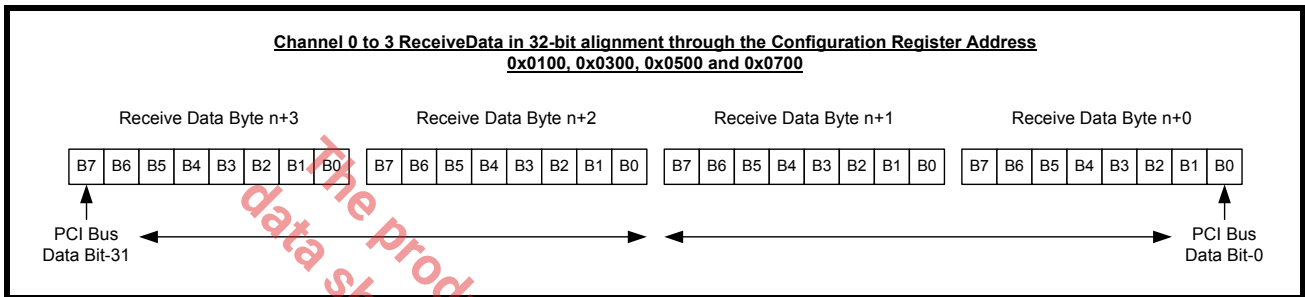 Channel 0 to 3 ReceiveData in 32-bit alignment through the Configuration Register Address
0x0100, 0x0300, 0x0500 and 0x0700
Receive Data Byte n+3 Receive Data Byte n+2 Receive Data Byte n+1 Receive Data Byte n+0
B7 B6 B5 B4 B3 B2 B1 B0 B7 B6 B5 B4 B3 B2 B1 B0 B7 B6 B5 B4 B3 B2 B1 B0 B7 B6 B5 B4 B3 B2 B1 B0
PCI Bus
Data Bit-31
PCI Bus
Data Bit-0
The
data